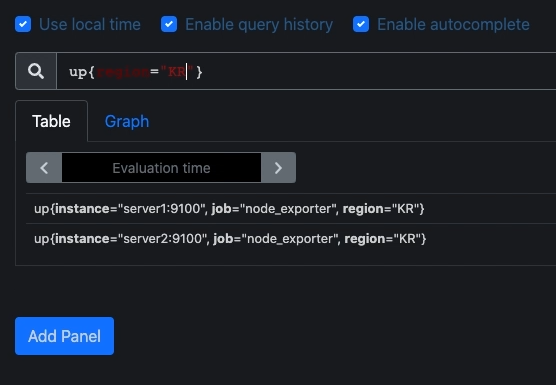 Use local time Enable query history Enable autocomplete
up{region="KR"}
Table Graph
Evaluation time
up{instance="server1:9100", job="node_exporter", region="KR"}
up{instance="server2:9100", job="node_exporter", region="KR"}
Add Panel